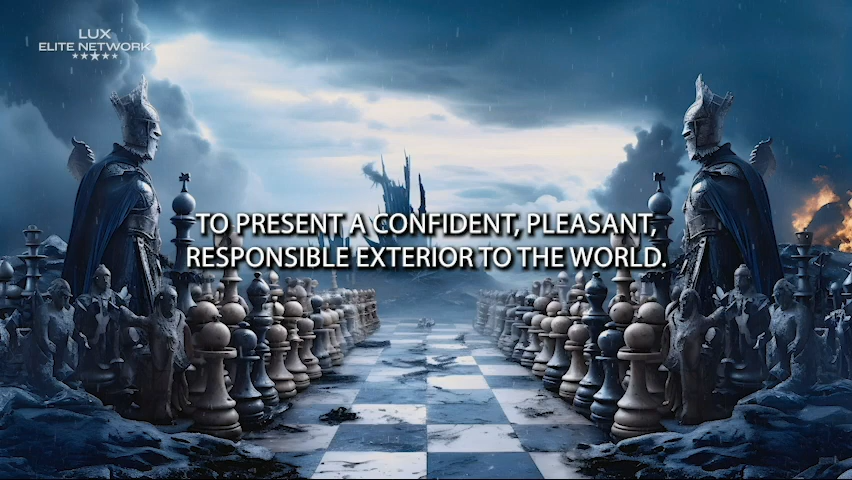 LUX
ELITE NETWORK
TO PRESENT A CONFIDENT, PLEASANT,
RESPONSIBLE EXTERIOR TO THE WORLD.